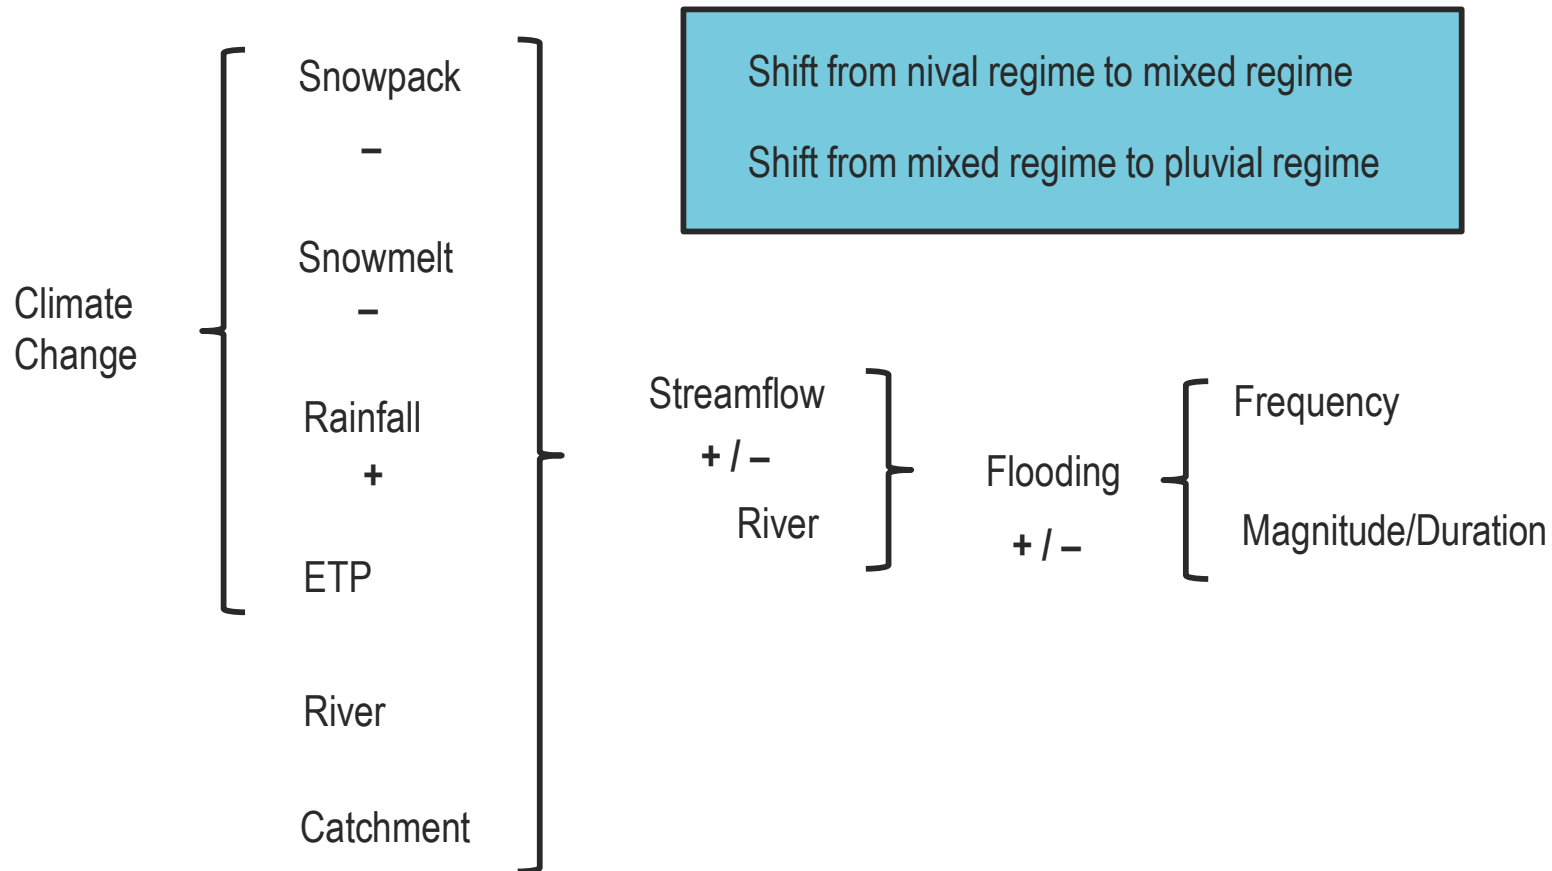 Climate
Change
Snowpack
–
Snowmelt
–
Rainfall
+
ETP
River
Catchment
Shift from nival regime to mixed regime
Shift from mixed regime to pluvial regime
Streamflow
+ / –
River
Flooding
+ / –
Frequency
Magnitude/Duration